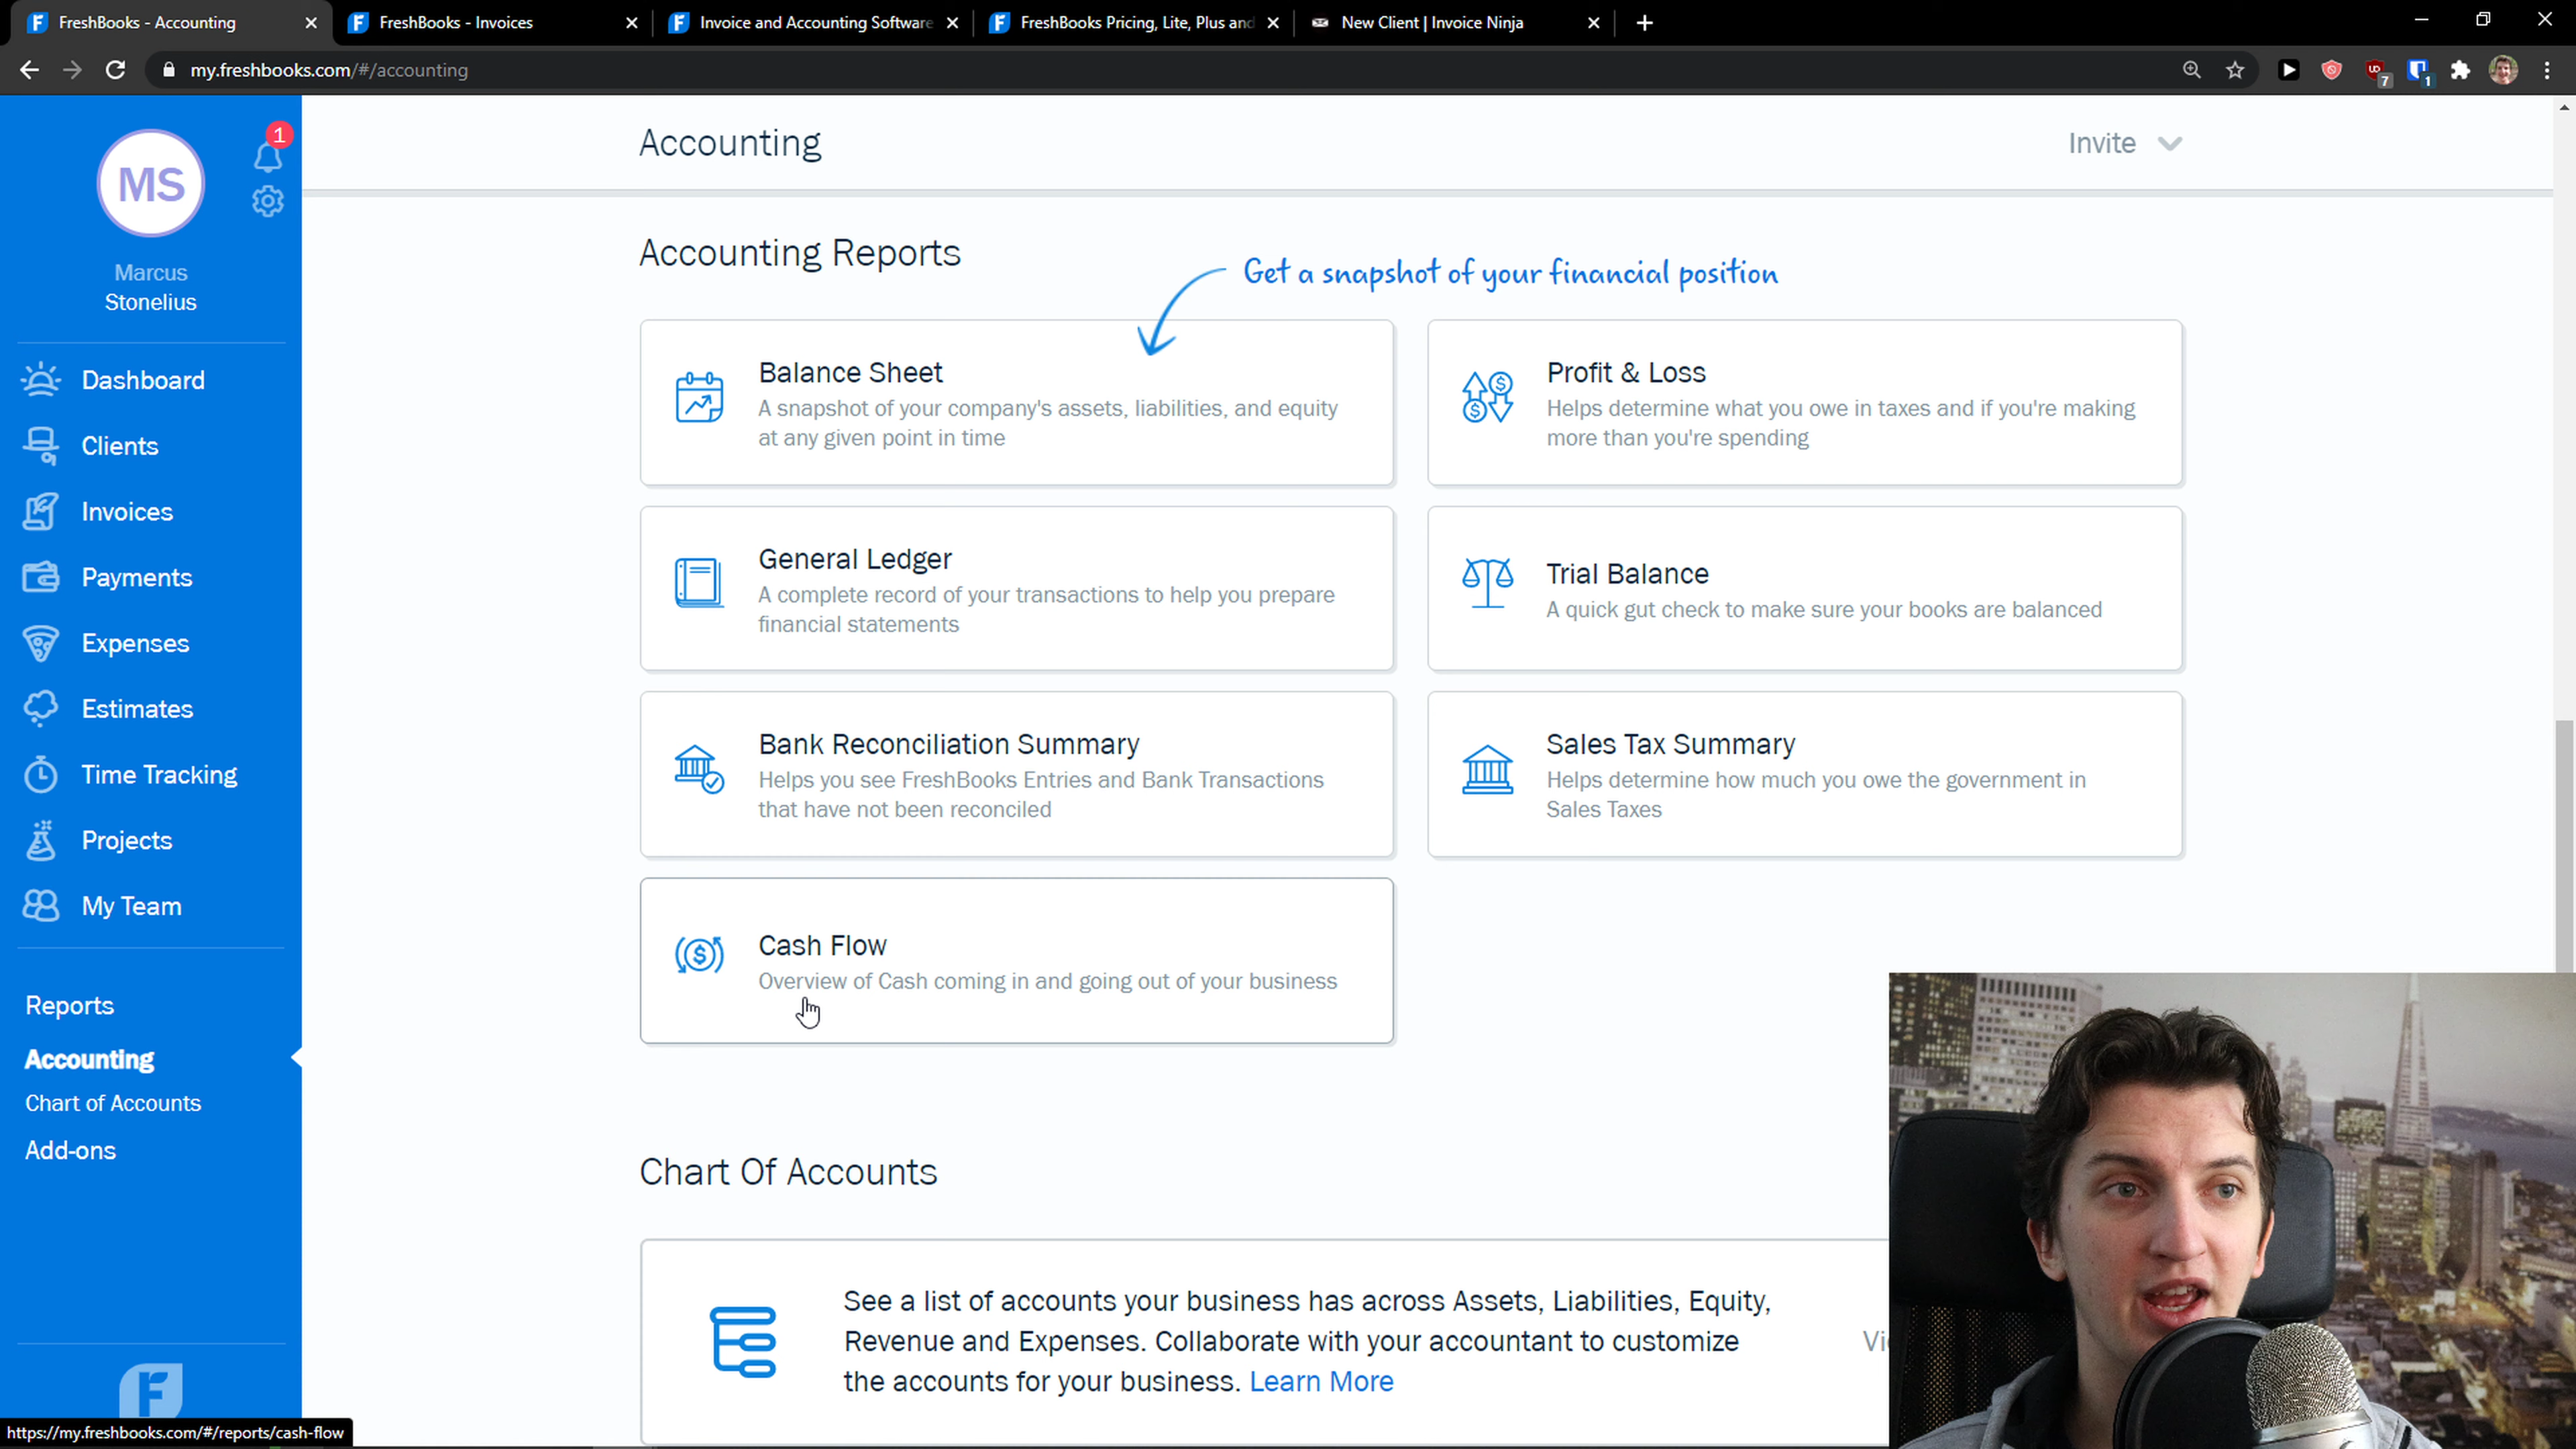 FreshBooks - Accounting
FreshBooks - Invoices
Invoice and Accounting Software
FreshBooks Pricing, Lite, Plus and
New Client | Invoice Ninja
my.freshbooks.com/#/accounting
7
1
MS
1
Marcus
Stonelius
Dashboard
Clients
Invoices
Payments
Expenses
Estimates
Time Tracking
Projects
My Team
Reports
Accounting
Chart of Accounts
Add-ons
https://my.freshbooks.com/#/reports/cash-flow
Accounting
Invite
Accounting Reports
Get a snapshot of your financial position
Balance Sheet
A snapshot of your company's assets, liabilities, and equity
at any given point in time
Profit & Loss
Helps determine what you owe in taxes and if you're making
more than you're spending
General Ledger
A complete record of your transactions to help you prepare
financial statements
Trial Balance
A quick gut check to make sure your books are balanced
Bank Reconciliation Summary
Helps you see FreshBooks Entries and Bank Transactions
that have not been reconciled
Sales Tax Summary
Helps determine how much you owe the government in
Sales Taxes
Cash Flow
Overview of Cash coming in and going out of your business
Chart Of Accounts
See a list of accounts your business has across Assets, Liabilities, Equity,
Revenue and Expenses. Collaborate with your accountant to customize
the accounts for your business. Learn More